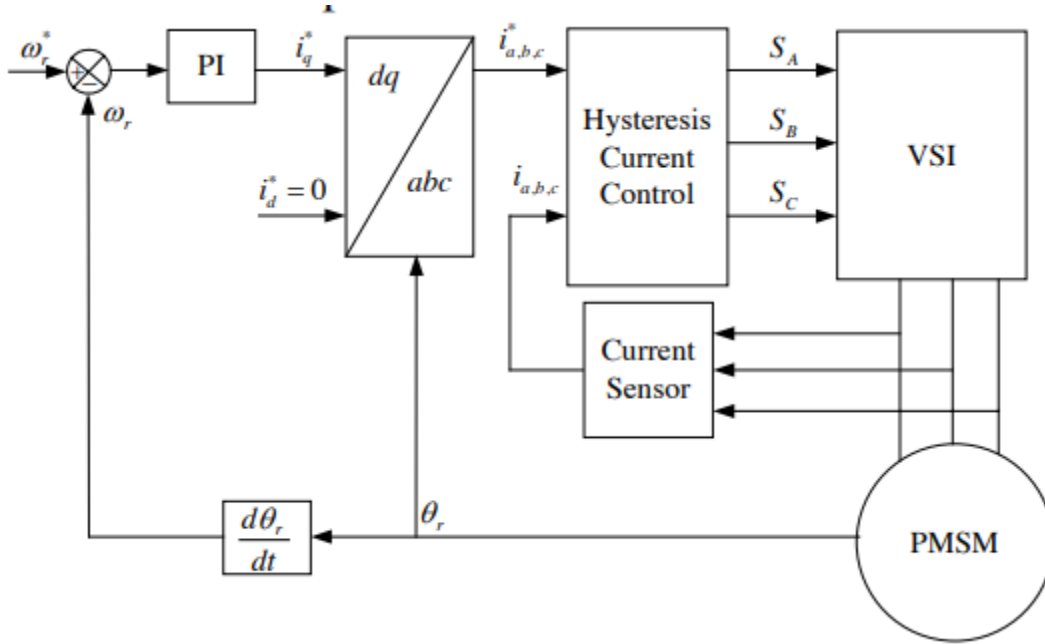 ω_r^*
+
−
ω_r
PI
i_q^*
i_d^* = 0
dq
abc
i_{a,b,c}^*
i_{a,b,c}
Hysteresis
Current
Control
S_A
S_B
S_C
VSI
Current
Sensor
dθ_r
dt
θ_r
PMSM